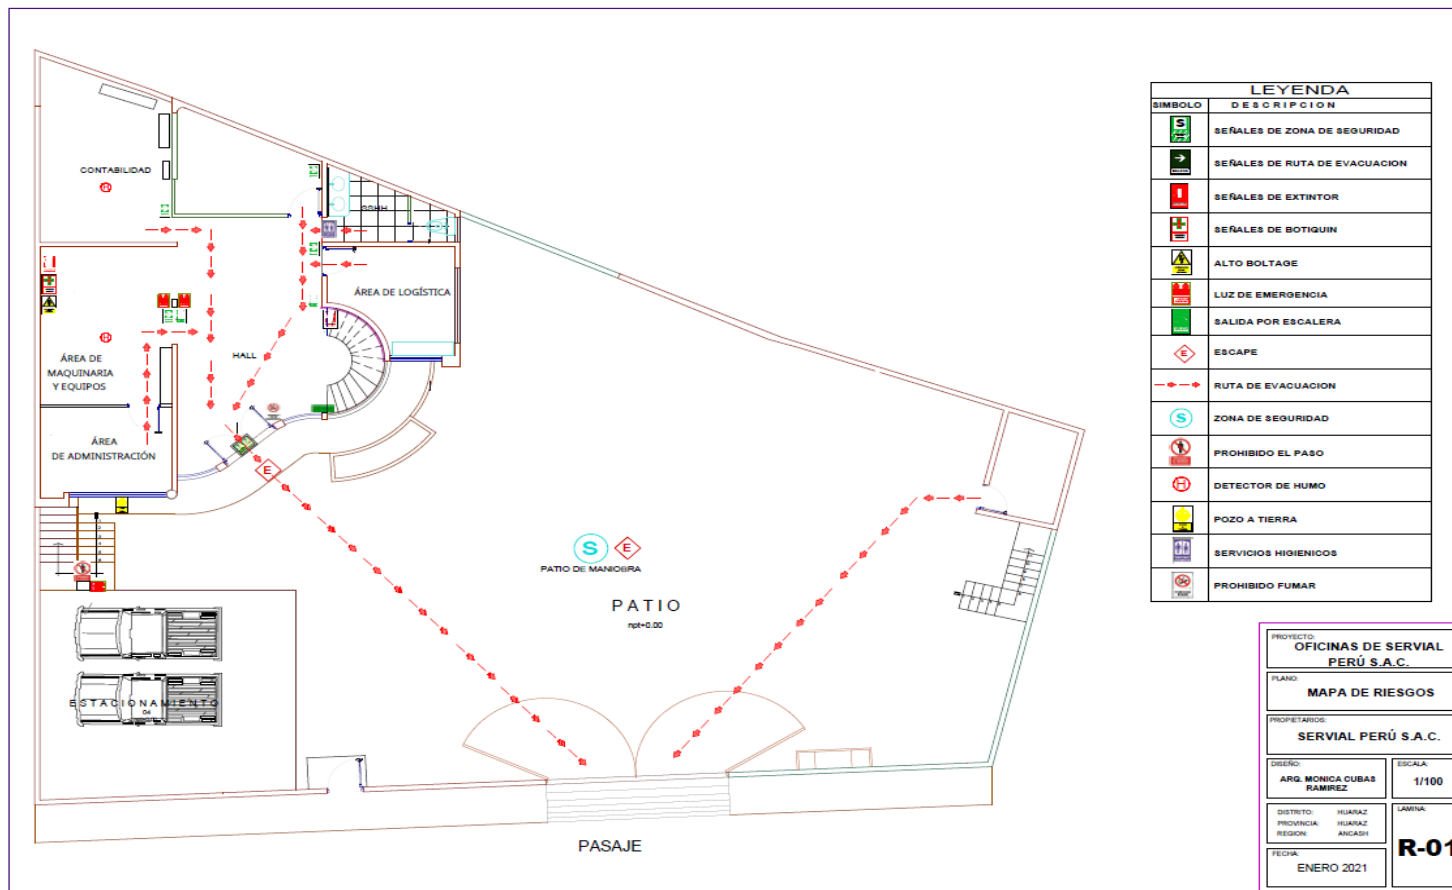 CONTABILIDAD
SSHH
ÁREA DE LOGÍSTICA
HALL
ÁREA DE
MAQUINARIA
Y EQUIPOS
ÁREA
DE ADMINISTRACIÓN
E
S
E
PATIO DE MANIOBRA
PATIO
npt+0.00
ESTACIONAMIENTO
04
PASAJE
LEYENDA
SIMBOLO DESCRIPCION
S SEÑALES DE ZONA DE SEGURIDAD
SEÑALES DE RUTA DE EVACUACION
SEÑALES DE EXTINTOR
SEÑALES DE BOTIQUIN
ALTO BOLTAGE
LUZ DE EMERGENCIA
SALIDA POR ESCALERA
E ESCAPE
RUTA DE EVACUACION
S ZONA DE SEGURIDAD
PROHIBIDO EL PASO
H DETECTOR DE HUMO
POZO A TIERRA
SERVICIOS HIGIENICOS
PROHIBIDO FUMAR
PROYECTO:
OFICINAS DE SERVIAL
PERÚ S.A.C.
PLANO:
MAPA DE RIESGOS
PROPIETARIOS:
SERVIAL PERÚ S.A.C.
DISEÑO:
ARQ. MONICA CUBAS
RAMIREZ
ESCALA:
1/100
DISTRITO: HUARAZ
PROVINCIA: HUARAZ
REGION: ANCASH
LAMINA:
R-01
FECHA:
ENERO 2021